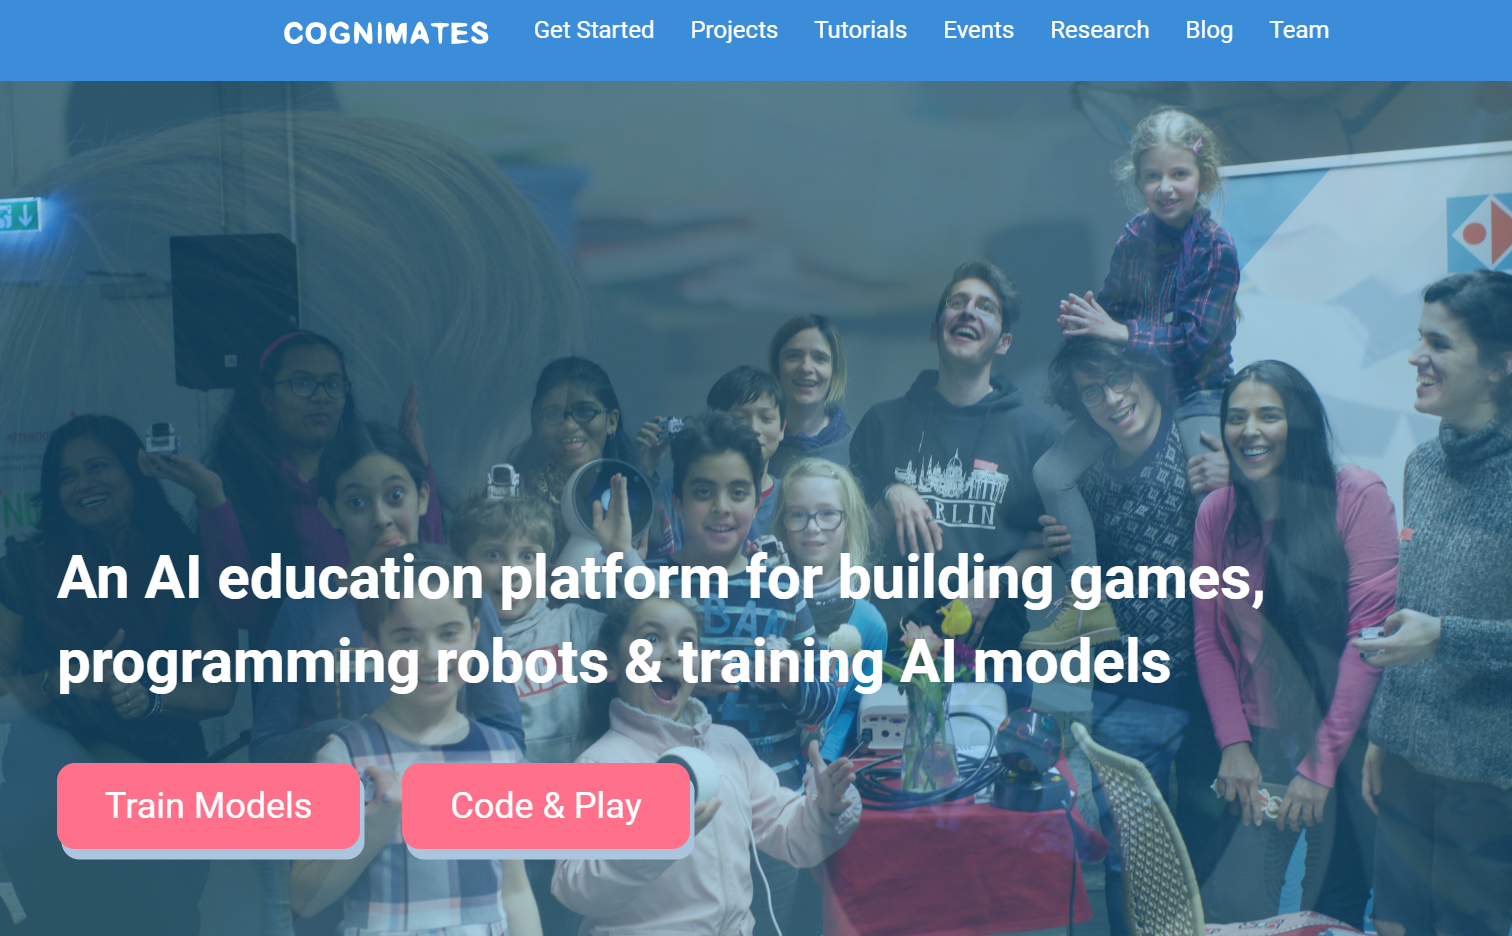 COGNIMATES Get Started Projects Tutorials Events Research Blog Team
An AI education platform for building games,
programming robots & training AI models
Train Models Code & Play
BERLIN